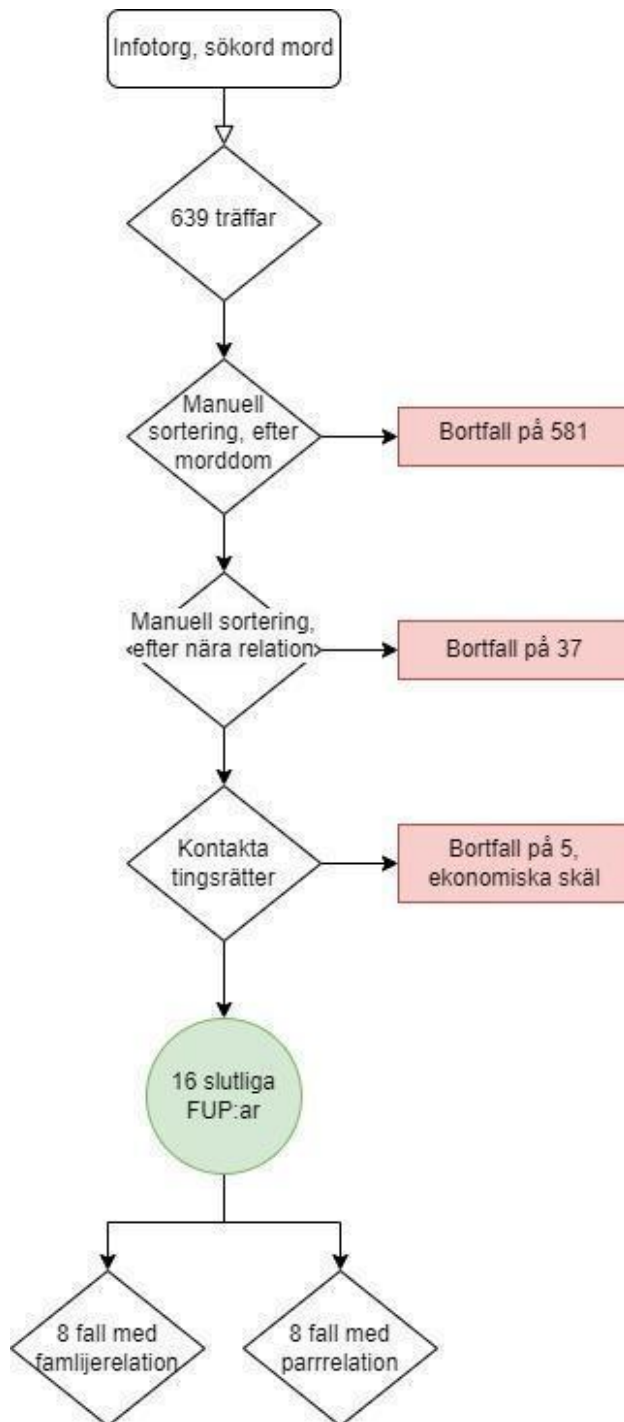 Infotorg, sökord mord
639 träffar
Manuell
sortering, efter
morddom
Bortfall på 581
Manuell sortering,
efter nära relation
Bortfall på 37
Kontakta
tingsrätter
Bortfall på 5,
ekonomiska skäl
16 slutliga
FUP:ar
8 fall med
famlijerelation
8 fall med
parrrelation